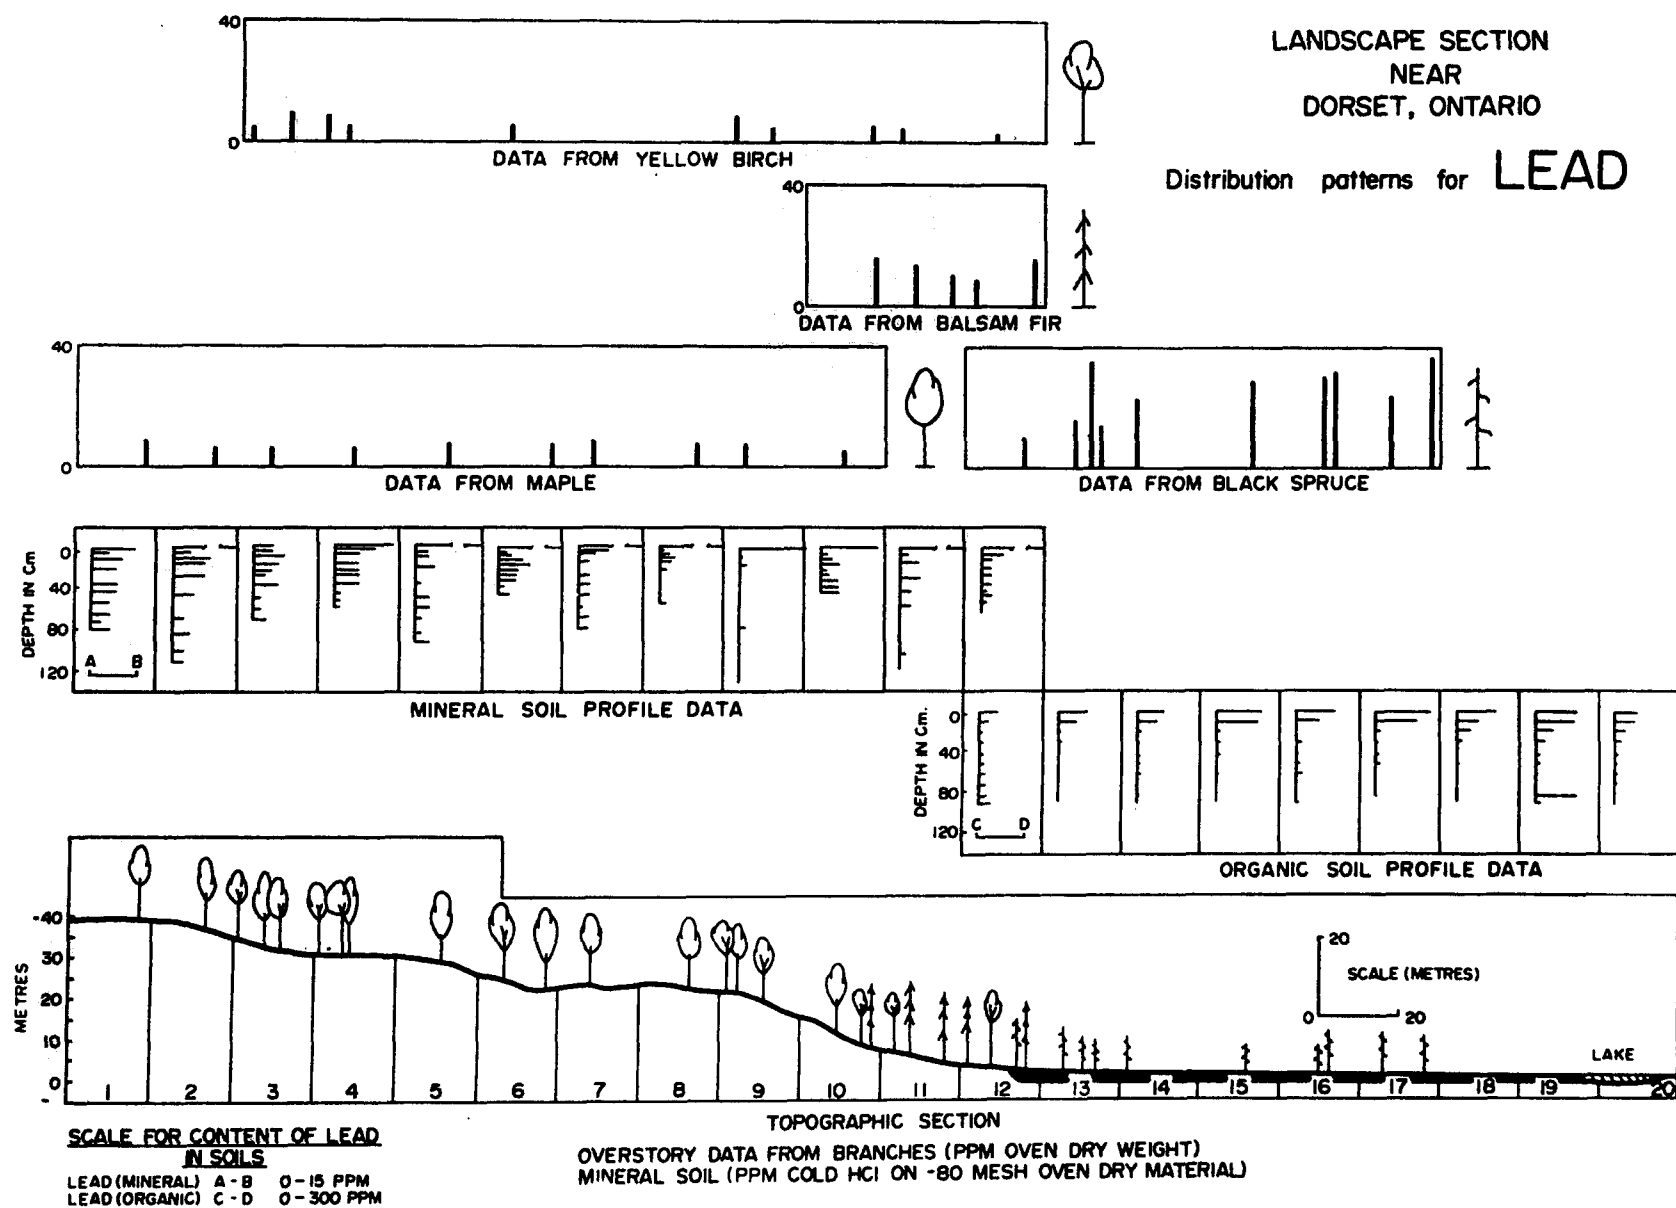 LANDSCAPE SECTION
NEAR
DORSET, ONTARIO
Distribution patterns for LEAD
40
0
DATA FROM YELLOW BIRCH
40
0
DATA FROM BALSAM FIR
40
0
DATA FROM MAPLE
DATA FROM BLACK SPRUCE
DEPTH IN Cm
0
40
80
120
A B
MINERAL SOIL PROFILE DATA
DEPTH IN Cm.
0
40
80
120
C D
ORGANIC SOIL PROFILE DATA
METRES
-40
30
20
10
0
-
20
SCALE (METRES)
0 20
LAKE
1 2 3 4 5 6 7 8 9 10 11 12 13 14 15 16 17 18 19 20
TOPOGRAPHIC SECTION
SCALE FOR CONTENT OF LEAD
IN SOILS
LEAD (MINERAL) A - B 0 - 15 PPM
LEAD (ORGANIC) C - D 0 - 300 PPM
OVERSTORY DATA FROM BRANCHES (PPM OVEN DRY WEIGHT)
MINERAL SOIL (PPM COLD HCl ON -80 MESH OVEN DRY MATERIAL)